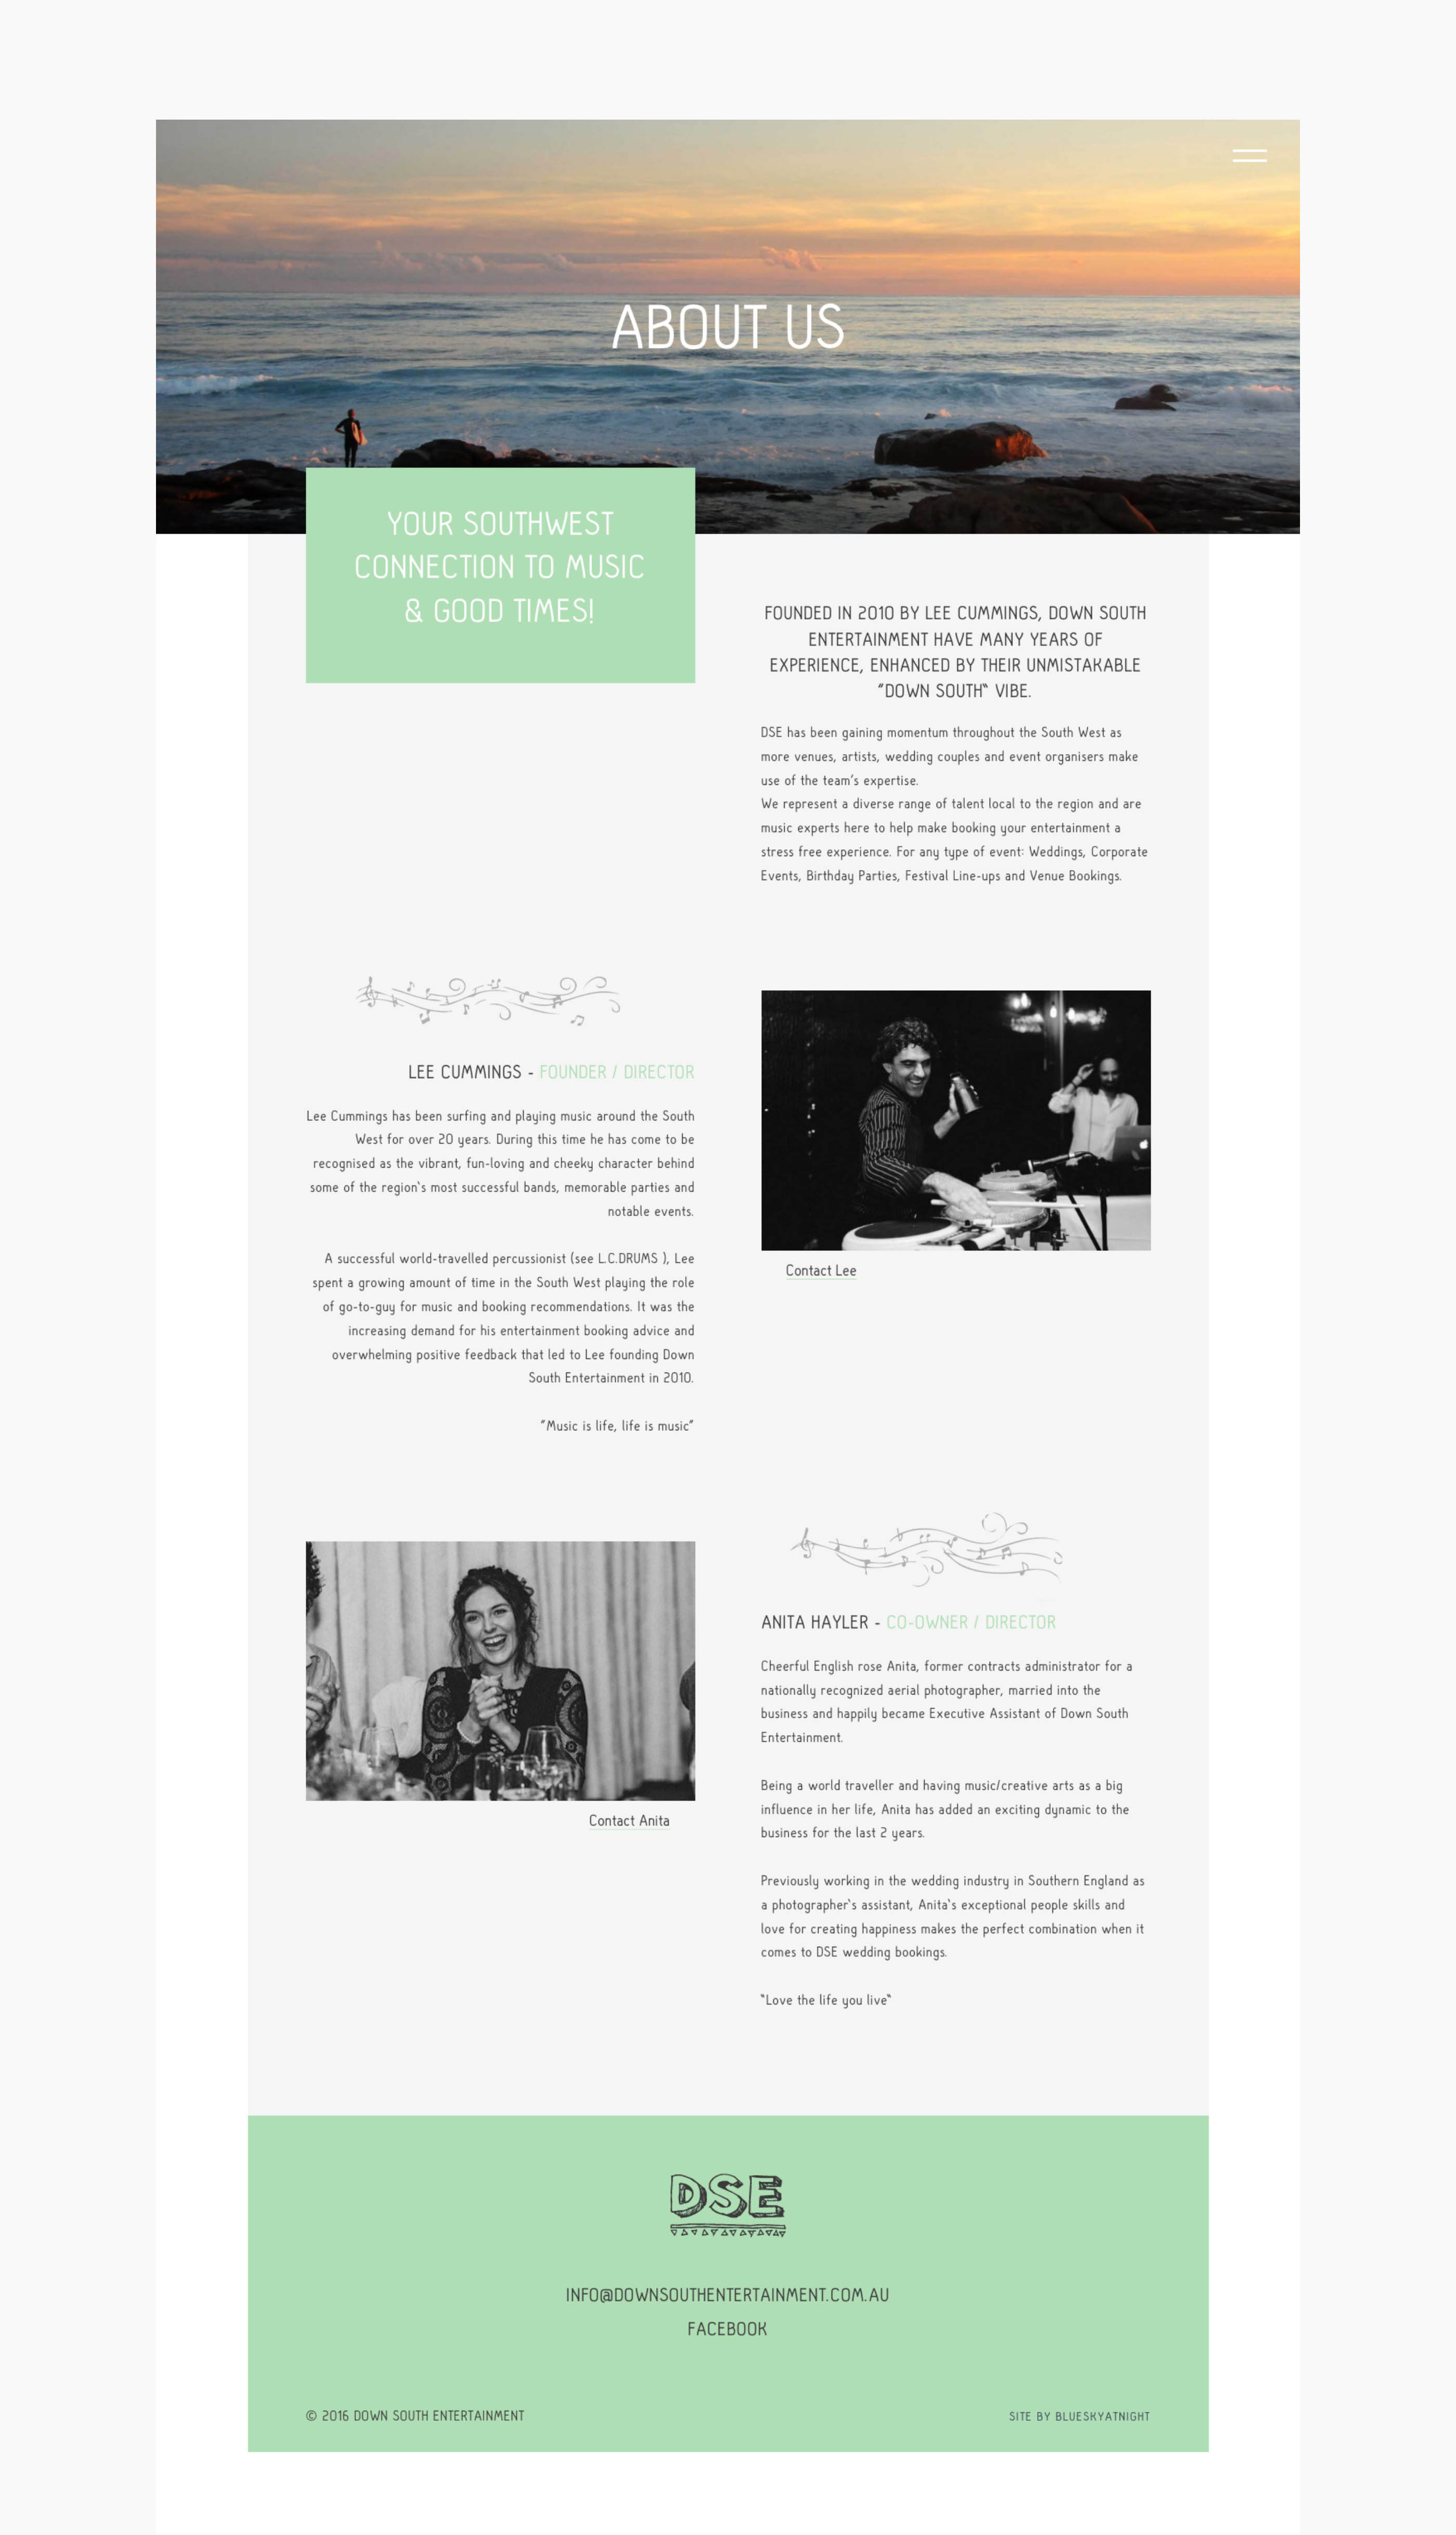 ABOUT US
YOUR SOUTHWEST
CONNECTION TO MUSIC
& GOOD TIMES!
FOUNDED IN 2010 BY LEE CUMMINGS, DOWN SOUTH
ENTERTAINMENT HAVE MANY YEARS OF
EXPERIENCE, ENHANCED BY THEIR UNMISTAKABLE
"DOWN SOUTH" VIBE.
DSE has been gaining momentum throughout the South West as
more venues, artists, wedding couples and event organisers make
use of the team's expertise.
We represent a diverse range of talent local to the region and are
music experts here to help make booking your entertainment a
stress free experience. For any type of event: Weddings, Corporate
Events, Birthday Parties, Festival Line-ups and Venue Bookings.
LEE CUMMINGS - FOUNDER / DIRECTOR
Lee Cummings has been surfing and playing music around the South
West for over 20 years. During this time he has come to be
recognised as the vibrant, fun-loving and cheeky character behind
some of the region's most successful bands, memorable parties and
notable events.
A successful world-travelled percussionist (see L.C.DRUMS ), Lee
spent a growing amount of time in the South West playing the role
of go-to-guy for music and booking recommendations. It was the
increasing demand for his entertainment booking advice and
overwhelming positive feedback that led to Lee founding Down
South Entertainment in 2010.
"Music is life, life is music"
Contact Lee
Contact Anita
ANITA HAYLER - CO-OWNER / DIRECTOR
Cheerful English rose Anita, former contracts administrator for a
nationally recognized aerial photographer, married into the
business and happily became Executive Assistant of Down South
Entertainment.
Being a world traveller and having music/creative arts as a big
influence in her life, Anita has added an exciting dynamic to the
business for the last 2 years.
Previously working in the wedding industry in Southern England as
a photographer's assistant, Anita's exceptional people skills and
love for creating happiness makes the perfect combination when it
comes to DSE wedding bookings.
"Love the life you live"
DSE
INFO@DOWNSOUTHENTERTAINMENT.COM.AU
FACEBOOK
© 2016 DOWN SOUTH ENTERTAINMENT
SITE BY BLUESKYATNIGHT